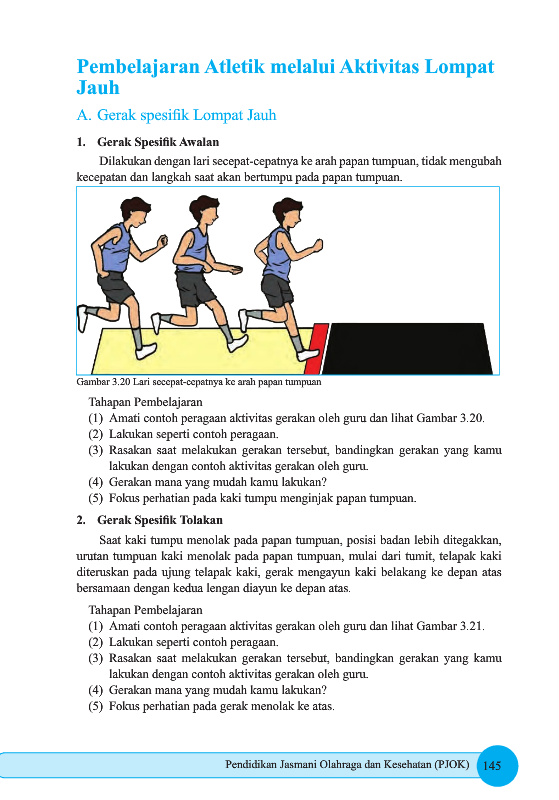 Pembelajaran Atletik melalui Aktivitas Lompat
Jauh
A. Gerak spesifik Lompat Jauh
1. Gerak Spesifik Awalan
Dilakukan dengan lari secepat-cepatnya ke arah papan tumpuan, tidak mengubah
kecepatan dan langkah saat akan bertumpu pada papan tumpuan.
Gambar 3.20 Lari secepat-cepatnya ke arah papan tumpuan
Tahapan Pembelajaran
(1) Amati contoh peragaan aktivitas gerakan oleh guru dan lihat Gambar 3.20.
(2) Lakukan seperti contoh peragaan.
(3) Rasakan saat melakukan gerakan tersebut, bandingkan gerakan yang kamu
lakukan dengan contoh aktivitas gerakan oleh guru.
(4) Gerakan mana yang mudah kamu lakukan?
(5) Fokus perhatian pada kaki tumpu menginjak papan tumpuan.
2. Gerak Spesifik Tolakan
Saat kaki tumpu menolak pada papan tumpuan, posisi badan lebih ditegakkan,
urutan tumpuan kaki menolak pada papan tumpuan, mulai dari tumit, telapak kaki
diteruskan pada ujung telapak kaki, gerak mengayun kaki belakang ke depan atas
bersamaan dengan kedua lengan diayun ke depan atas.
Tahapan Pembelajaran
(1) Amati contoh peragaan aktivitas gerakan oleh guru dan lihat Gambar 3.21.
(2) Lakukan seperti contoh peragaan.
(3) Rasakan saat melakukan gerakan tersebut, bandingkan gerakan yang kamu
lakukan dengan contoh aktivitas gerakan oleh guru.
(4) Gerakan mana yang mudah kamu lakukan?
(5) Fokus perhatian pada gerak menolak ke atas.
Pendidikan Jasmani Olahraga dan Kesehatan (PJOK) 145